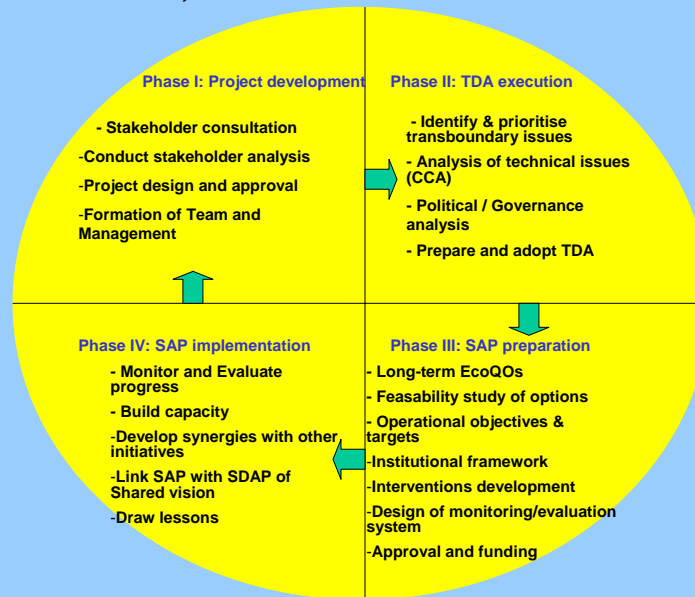 Phase I: Project development
- Stakeholder consultation
-Conduct stakeholder analysis
-Project design and approval
-Formation of Team and
Management
Phase II: TDA execution
- Identify & prioritise
transboundary issues
- Analysis of technical issues
(CCA)
- Political / Governance
analysis
- Prepare and adopt TDA
Phase IV: SAP implementation
- Monitor and Evaluate
progress
- Build capacity
-Develop synergies with other
initiatives
-Link SAP with SDAP of
Shared vision
-Draw lessons
Phase III: SAP preparation
- Long-term EcoQOs
- Feasability study of options
- Operational objectives &
targets
-Institutional framework
-Interventions development
-Design of monitoring/evaluation
system
-Approval and funding